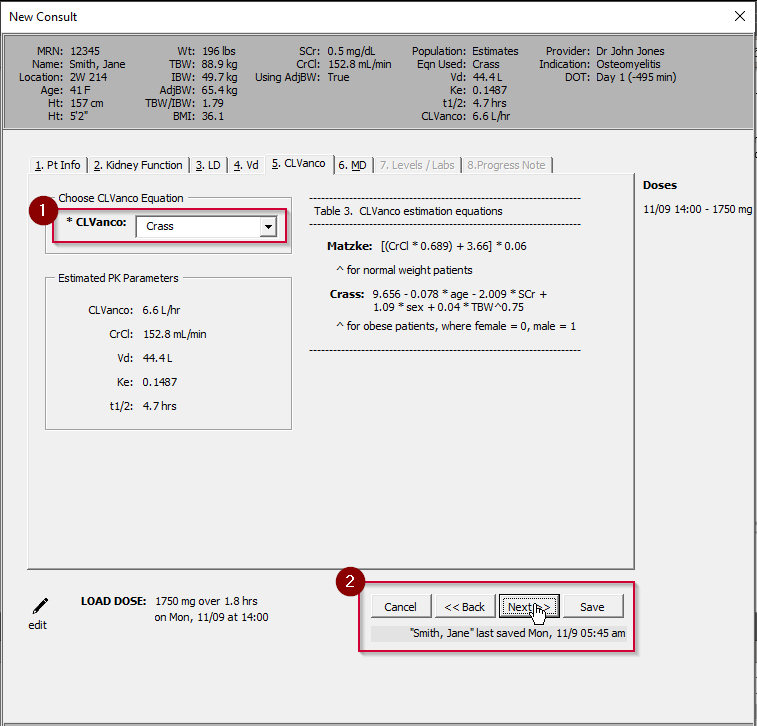 New Consult
MRN: 12345
Name: Smith, Jane
Location: 2W 214
Age: 41 F
Ht: 157 cm
Ht: 5'2"
Wt: 196 lbs
TBW: 88.9 kg
IBW: 49.7 kg
AdjBW: 65.4 kg
TBW/IBW: 1.79
BMI: 36.1
SCr: 0.5 mg/dL
CrCl: 152.8 mL/min
Using AdjBW: True
Population: Estimates
Eqn Used: Crass
Vd: 44.4 L
Ke: 0.1487
t1/2: 4.7 hrs
CLVanco: 6.6 L/hr
Provider: Dr John Jones
Indication: Osteomyelitis
DOT: Day 1 (-495 min)
1. Pt Info
2. Kidney Function
3. LD
4. Vd
5. CLVanco
6. MD
7. Levels / Labs
8.Progress Note
1
Choose CLVanco Equation
* CLVanco: Crass
Estimated PK Parameters
CLVanco: 6.6 L/hr
CrCl: 152.8 mL/min
Vd: 44.4 L
Ke: 0.1487
t1/2: 4.7 hrs
Table 3. CLVanco estimation equations
Matzke: [(CrCl * 0.689) + 3.66] * 0.06
^ for normal weight patients
Crass: 9.656 - 0.078 * age - 2.009 * SCr +
1.09 * sex + 0.04 * TBW^0.75
^ for obese patients, where female = 0, male = 1
Doses
11/09 14:00 - 1750 mg
edit
LOAD DOSE: 1750 mg over 1.8 hrs
on Mon, 11/09 at 14:00
2
Cancel
<< Back
Next >>
Save
"Smith, Jane" last saved Mon, 11/9 05:45 am